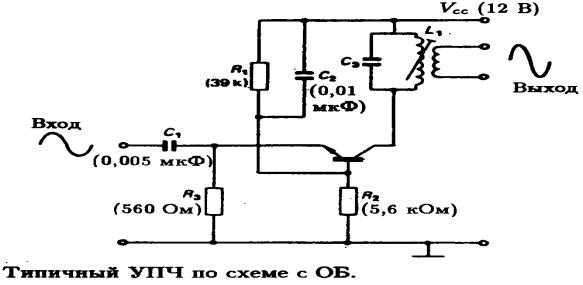 Vcc (12 В)
L₁
C₃
R₁
(39к)
C₂
(0,01
мкФ)
Выход
Вход
C₁
(0,005 мкФ)
R₃
(560 Ом)
R₂
(5,6 кОм)
Типичный УПЧ по схеме с ОБ.